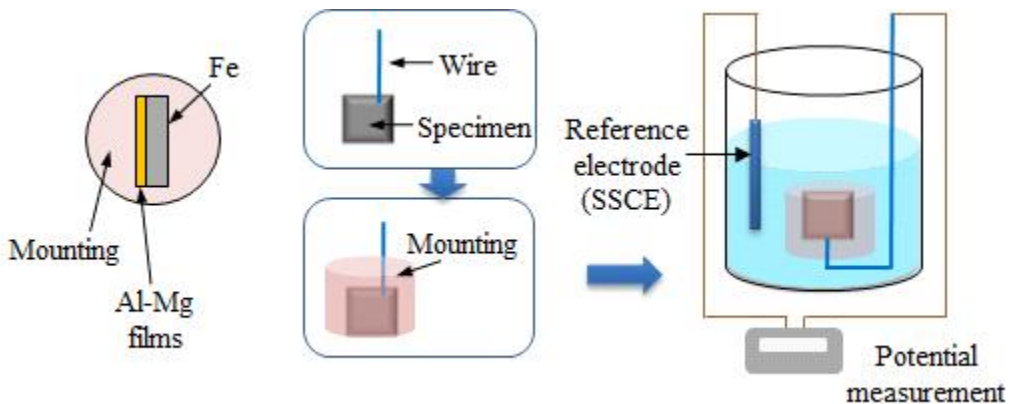 Fe
Mounting
Al-Mg
films
Wire
Specimen
Mounting
Reference
electrode
(SSCE)
Potential
measurement